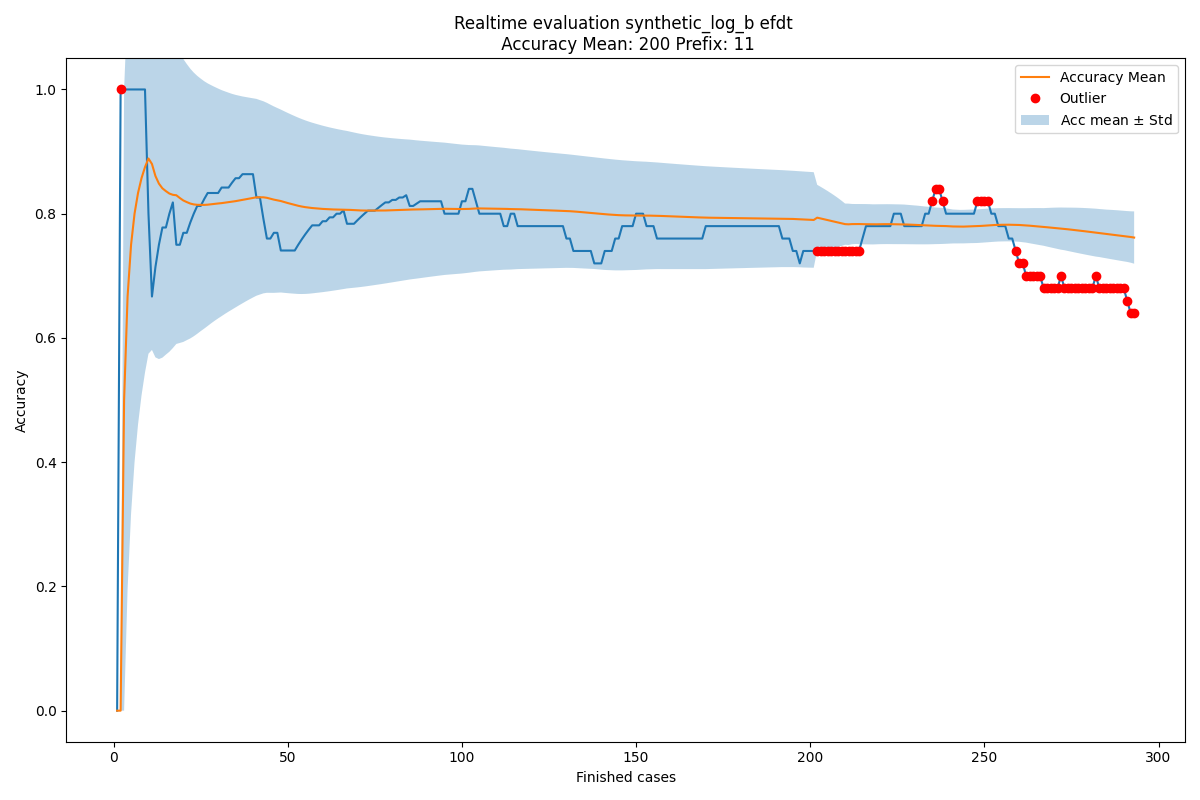 Realtime evaluation synthetic_log_b efdt
Accuracy Mean: 200 Prefix: 11
Accuracy Mean
Outlier
Acc mean ± Std
1.0
0.8
0.6
0.4
0.2
0.0
Accuracy
0 50 100 150 200 250 300
Finished cases